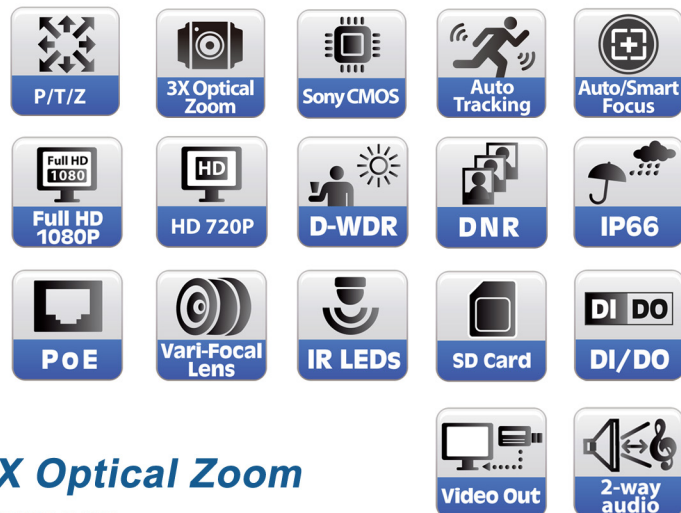 P/T/Z
3X Optical
Zoom
Sony CMOS
Auto
Tracking
Auto/Smart
Focus
Full HD
1080
Full HD
1080P
HD
HD 720P
D-WDR
DNR
IP66
PoE
Vari-Focal
Lens
IR LEDs
SD Card
DI DO
DI/DO
X Optical Zoom
Video Out
2-way
audio